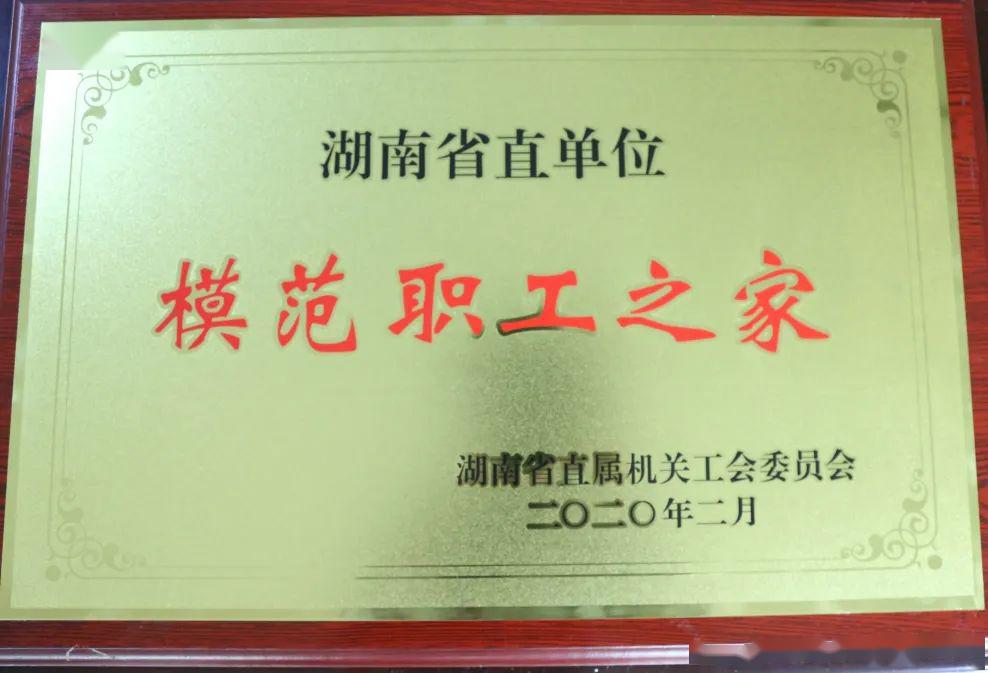 湖南省直单位
模范职工之家
湖南省直属机关工会委员会
二〇二〇年二月